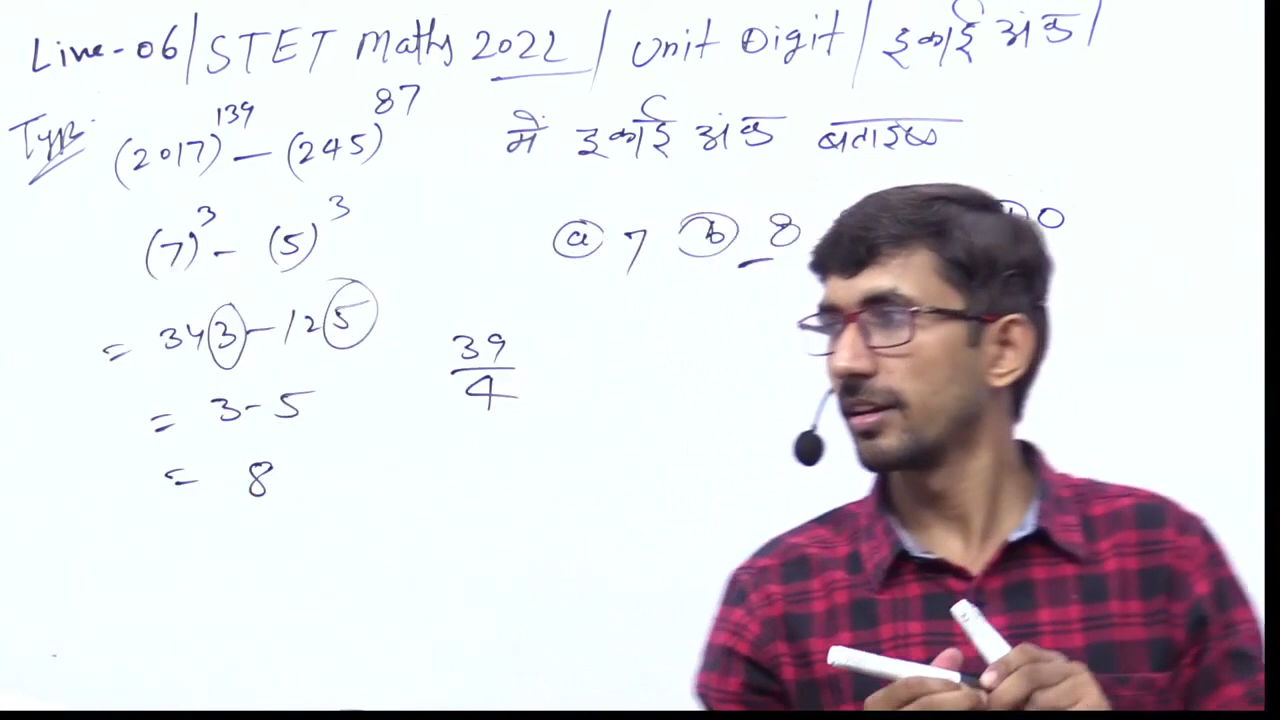 Live-06/STET Maths 2022/Unit Digit/इकाई अंक/
Type (2017)^139 – (245)^87 में इकाई अंक बताइए
(7)^3 – (5)^3 ⓐ 7 ⓑ 8 0
= 343 – 125
39/4
= 3 - 5
= 8